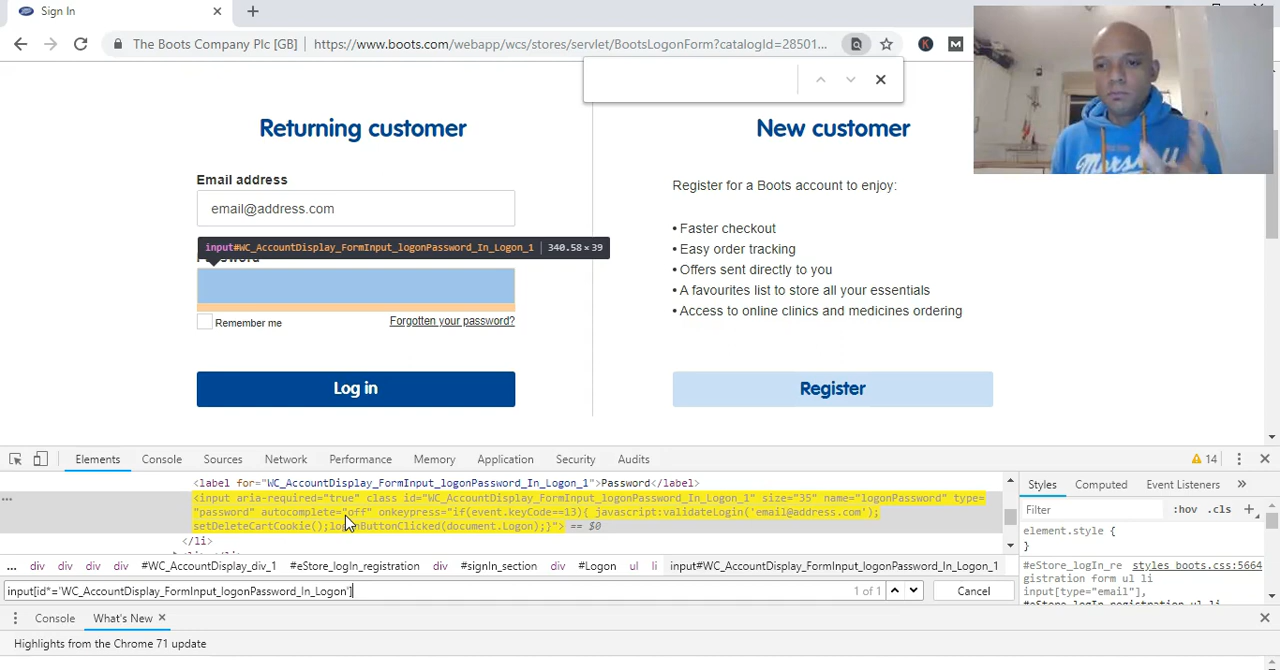 Sign In
The Boots Company Plc [GB]
https://www.boots.com/webapp/wcs/stores/servlet/BootsLogonForm?catalogId=28501...
K
M
Returning customer
New customer
Email address
email@address.com
input#WC_AccountDisplay_FormInput_logonPassword_In_Logon_1 | 340.58×39
Password
Remember me
Forgotten your password?
Log in
Register for a Boots account to enjoy:
• Faster checkout
• Easy order tracking
• Offers sent directly to you
• A favourites list to store all your essentials
• Access to online clinics and medicines ordering
Register
Elements Console Sources Network Performance Memory Application Security Audits 14
<label for="WC_AccountDisplay_FormInput_logonPassword_In_Logon_1">Password</label>
<input aria-required="true" class id="WC_AccountDisplay_FormInput_logonPassword_In_Logon_1" size="35" name="logonPassword" type=
"password" autocomplete="off" onkeypress="if(event.keyCode==13){ javascript:validateLogin('email@address.com');
setDeleteCartCookie();logonButtonClicked(document.Logon);}"> == $0
</li>
... div div div div #WC_AccountDisplay_div_1 #eStore_logIn_registration div #signIn_section div #Logon ul li input#WC_AccountDisplay_FormInput_logonPassword_In_Logon_1
input[id*='WC_AccountDisplay_FormInput_logonPassword_In_Logon']
1 of 1
Cancel
Styles Computed Event Listeners »
Filter :hov .cls +
element.style {
}
#eStore_logIn_re styles_boots.css:5664
gistration form ul li
input[type="email"],
#eStore_logIn_registration ul li
Console What's New ×
Highlights from the Chrome 71 update